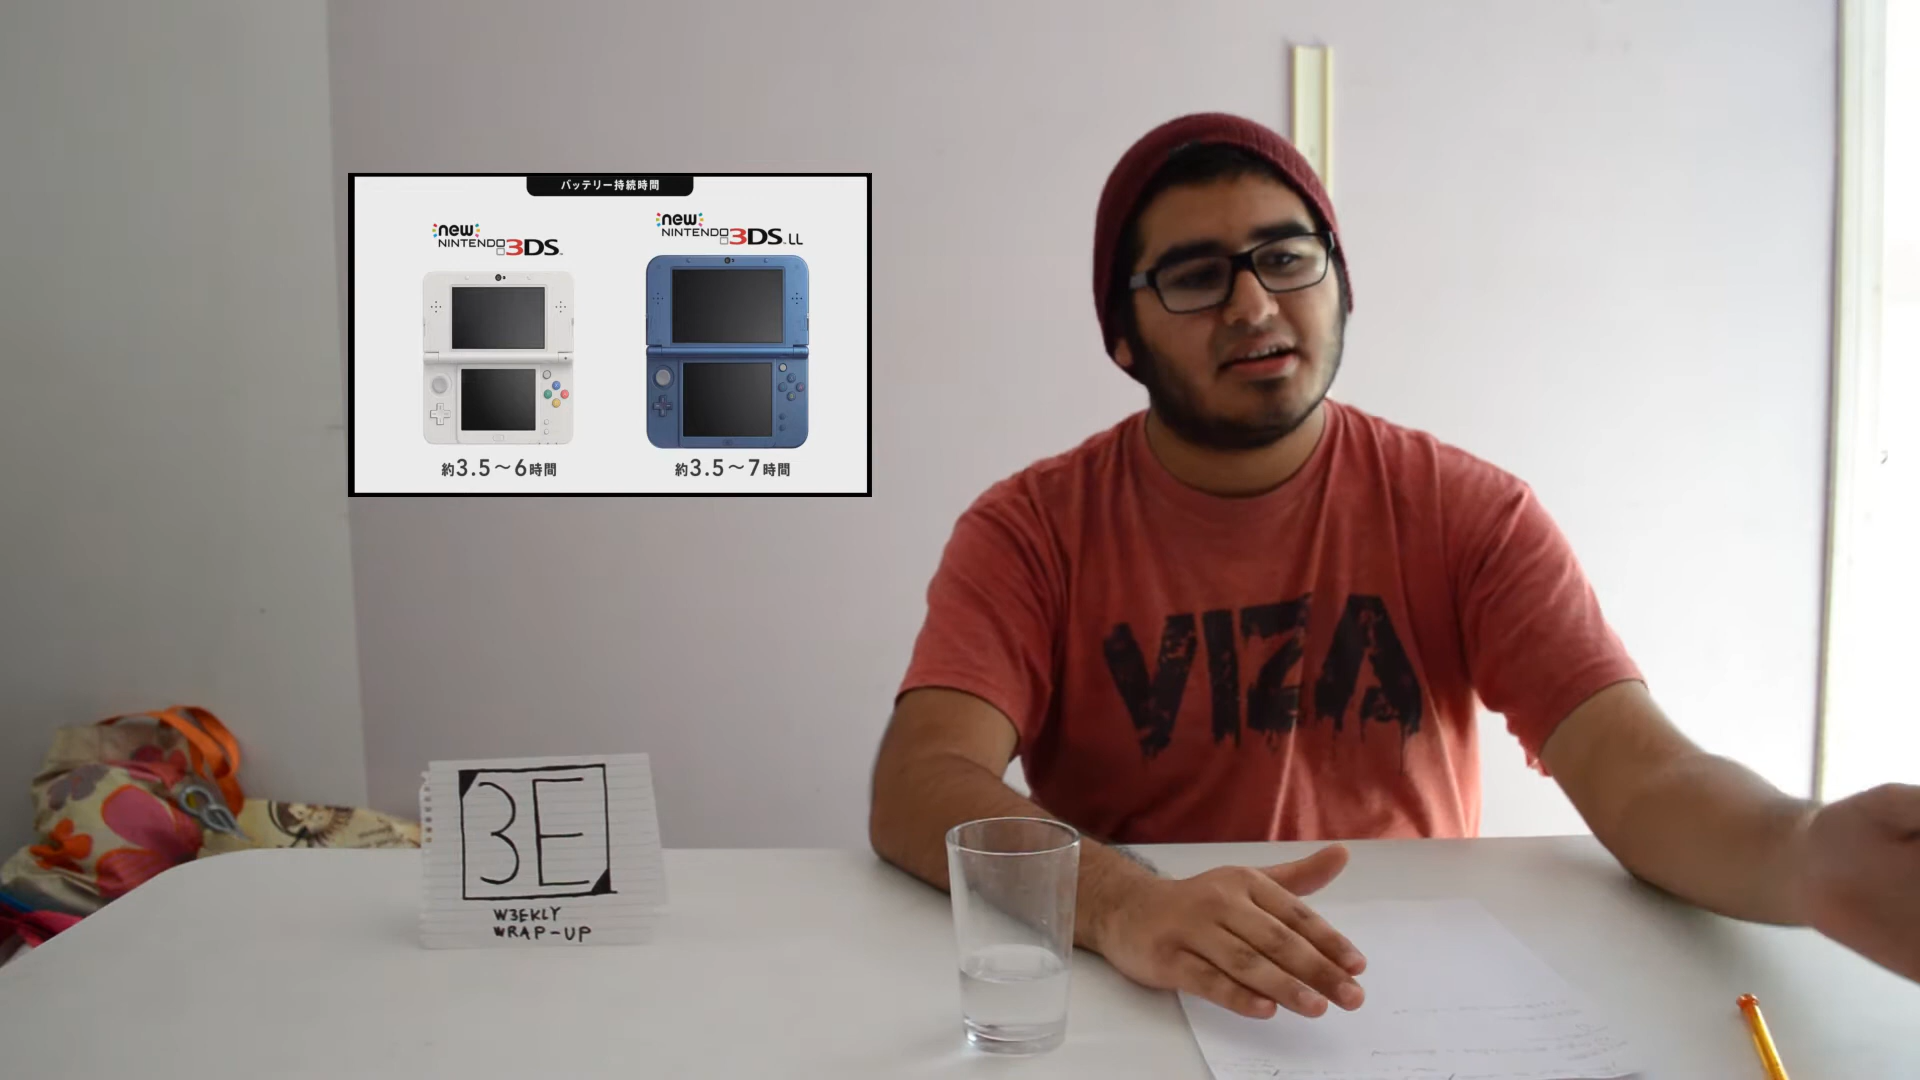 バッテリー持続時間
new
NINTENDO 3DS
new
NINTENDO 3DS LL
約3.5～6時間
約3.5～7時間
VIZA
3E
W3EKLY
WRAP-UP